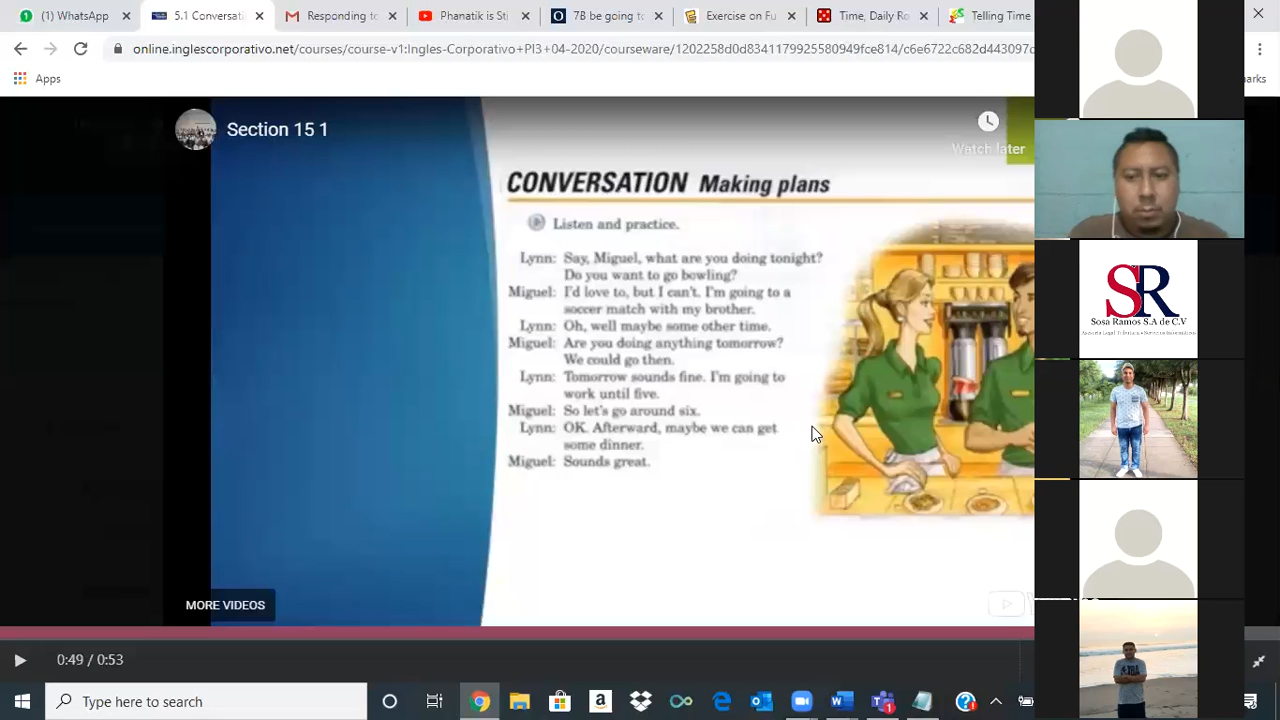 (1) WhatsApp
5.1 Conversati
Responding to
Phanatik is Sti
7B be going to
Exercise on Fu
Time, Daily Ro
Telling Time
online.inglescorporativo.net/courses/course-v1:Ingles-Corporativo+PI3+04-2020/courseware/1202258d0d8341179925580949fce814/c6e6722c682d443097c
Apps
Section 15 1
Watch later
CONVERSATION Making plans
Listen and practice.
Lynn: Say, Miguel, what are you doing tonight?
Do you want to go bowling?
Miguel: I'd love to, but I can't. I'm going to a
soccer match with my brother.
Lynn: Oh, well maybe some other time.
Miguel: Are you doing anything tomorrow?
We could go then.
Lynn: Tomorrow sounds fine. I'm going to
work until five.
Miguel: So let's go around six.
Lynn: OK. Afterward, maybe we can get
some dinner.
Miguel: Sounds great.
MORE VIDEOS
0:49 / 0:53
Type here to search
SR
Sosa Ramos S.A de C.V